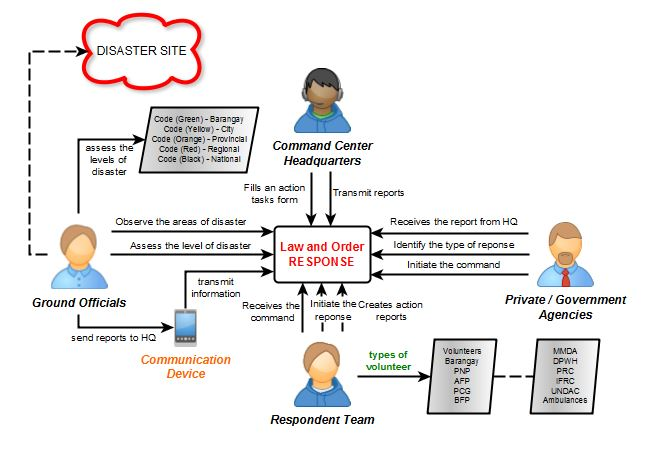 DISASTER SITE
Code (Green) - Barangay
Code (Yellow) - City
Code (Orange) - Provincial
Code (Red) - Regional
Code (Black) - National
assess the
levels of
disaster
Command Center
Headquarters
Fills an action
tasks form
Transmit reports
Observe the areas of disaster
Assess the level of disaster
Law and Order
RESPONSE
Receives the report from HQ
Identify the type of reponse
Initiate the command
Ground Officials
Private / Government
Agencies
transmit
information
send reports to HQ
Communication
Device
Receives the
command
Initiate the
reponse
Creates action
reports
types of
volunteer
Respondent Team
Volunteers
Barangay
PNP
AFP
PCG
BFP
MMDA
DPWH
PRC
IFRC
UNDAC
Ambulances